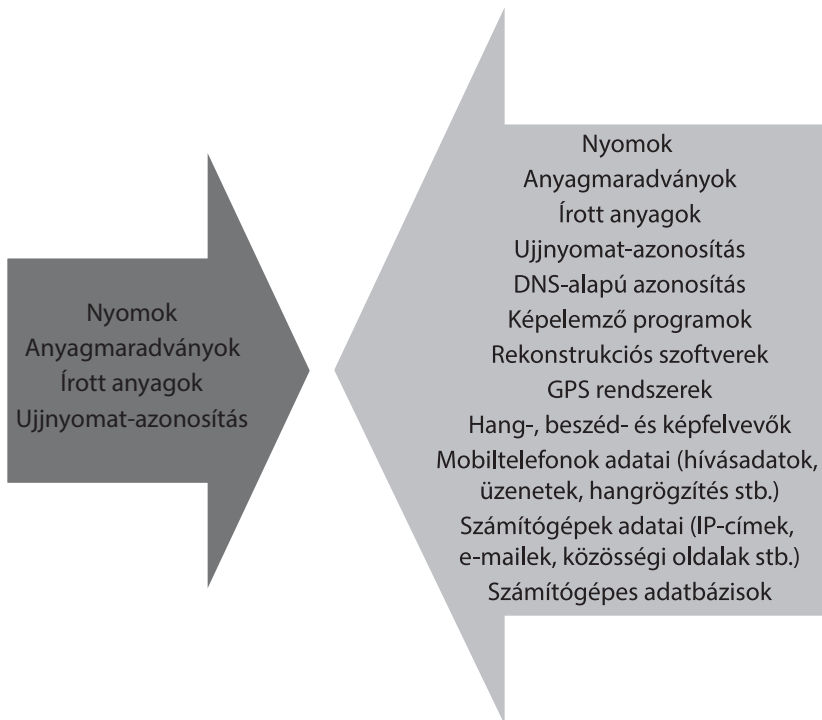 Nyomok
Anyagmaradványok
Írott anyagok
Ujjnyomat-azonosítás
Nyomok
Anyagmaradványok
Írott anyagok
Ujjnyomat-azonosítás
DNS-alapú azonosítás
Képelemző programok
Rekonstrukciós szoftverek
GPS rendszerek
Hang-, beszéd- és képfelvevők
Mobiltelefonok adatai (hívásadatok,
üzenetek, hangrögzítés stb.)
Számítógépek adatai (IP-címek,
e-mailek, közösségi oldalak stb.)
Számítógépes adatbázisok